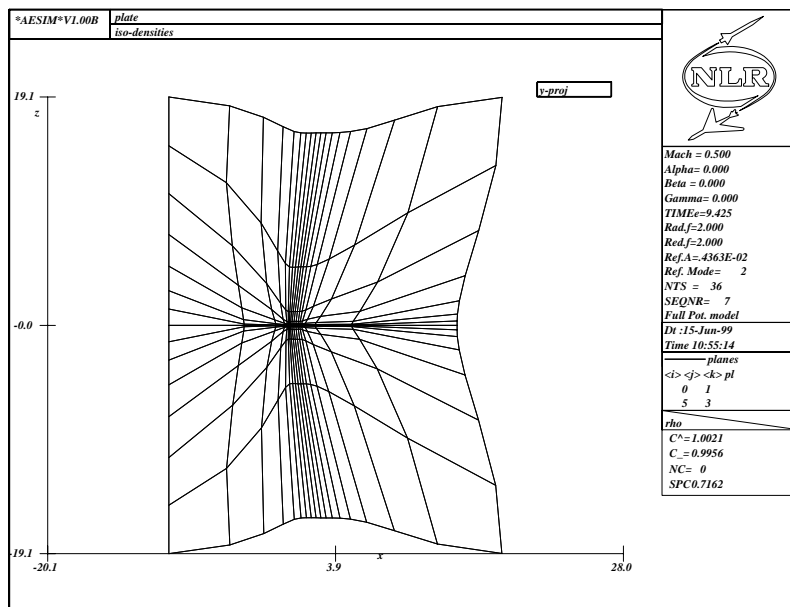 *AESIM*V1.00B
plate
iso-densities
y-proj
19.1
z
-0.0
-19.1
-20.1
3.9
x
28.0
NLR
Mach = 0.500
Alpha= 0.000
Beta = 0.000
Gamma= 0.000
TIMEe=9.425
Rad.f=2.000
Red.f=2.000
Ref.A=.4363E-02
Ref. Mode= 2
NTS = 36
SEQNR= 7
Full Pot. model
Dt :15-Jun-99
Time 10:55:14
planes
<i> <j> <k> pl
0 1
5 3
rho
C^=1.0021
C_=0.9956
NC= 0
SPC0.7162